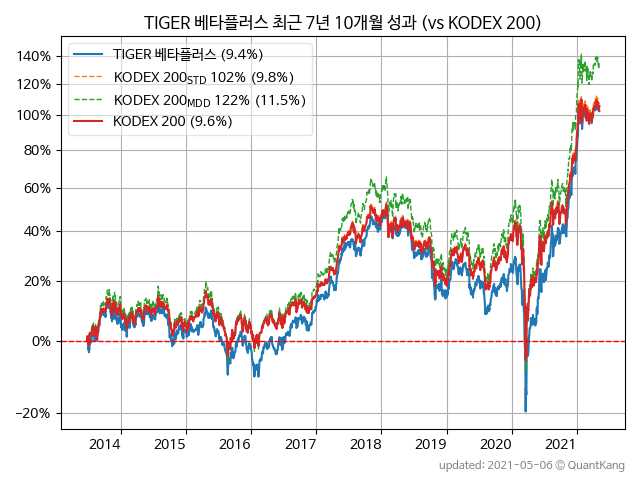 TIGER 베타플러스 최근 7년 10개월 성과 (vs KODEX 200)
TIGER 베타플러스 (9.4%)
KODEX 200STD 102% (9.8%)
KODEX 200MDD 122% (11.5%)
KODEX 200 (9.6%)
140%
120%
100%
80%
60%
40%
20%
0%
−20%
2014 2015 2016 2017 2018 2019 2020 2021
updated: 2021-05-06 © QuantKang